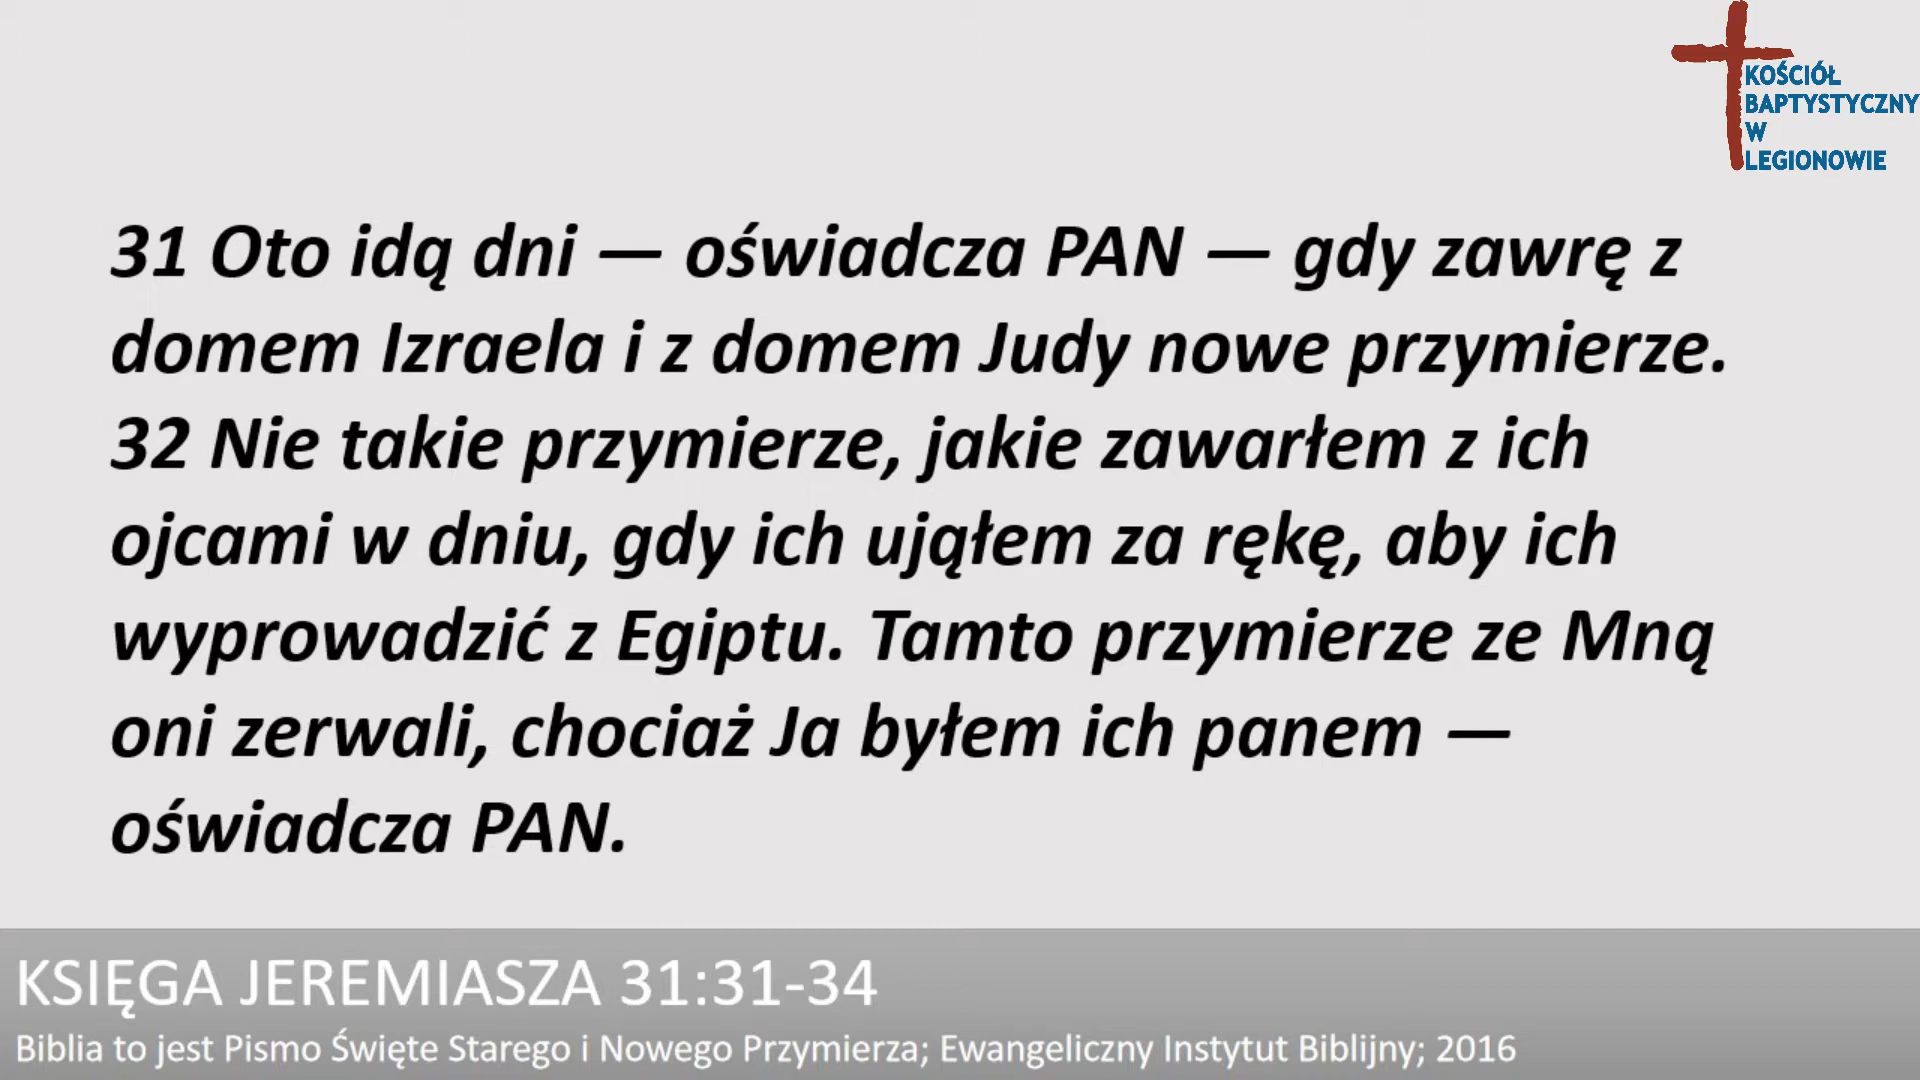 KOŚCIÓŁ
BAPTYSTYCZNY
W
LEGIONOWIE
31 Oto idą dni — oświadcza PAN — gdy zawrę z
domem Izraela i z domem Judy nowe przymierze.
32 Nie takie przymierze, jakie zawarłem z ich
ojcami w dniu, gdy ich ująłem za rękę, aby ich
wyprowadzić z Egiptu. Tamto przymierze ze Mną
oni zerwali, chociaż Ja byłem ich panem —
oświadcza PAN.
KSIĘGA JEREMIASZA 31:31-34
Biblia to jest Pismo Święte Starego i Nowego Przymierza; Ewangeliczny Instytut Biblijny; 2016